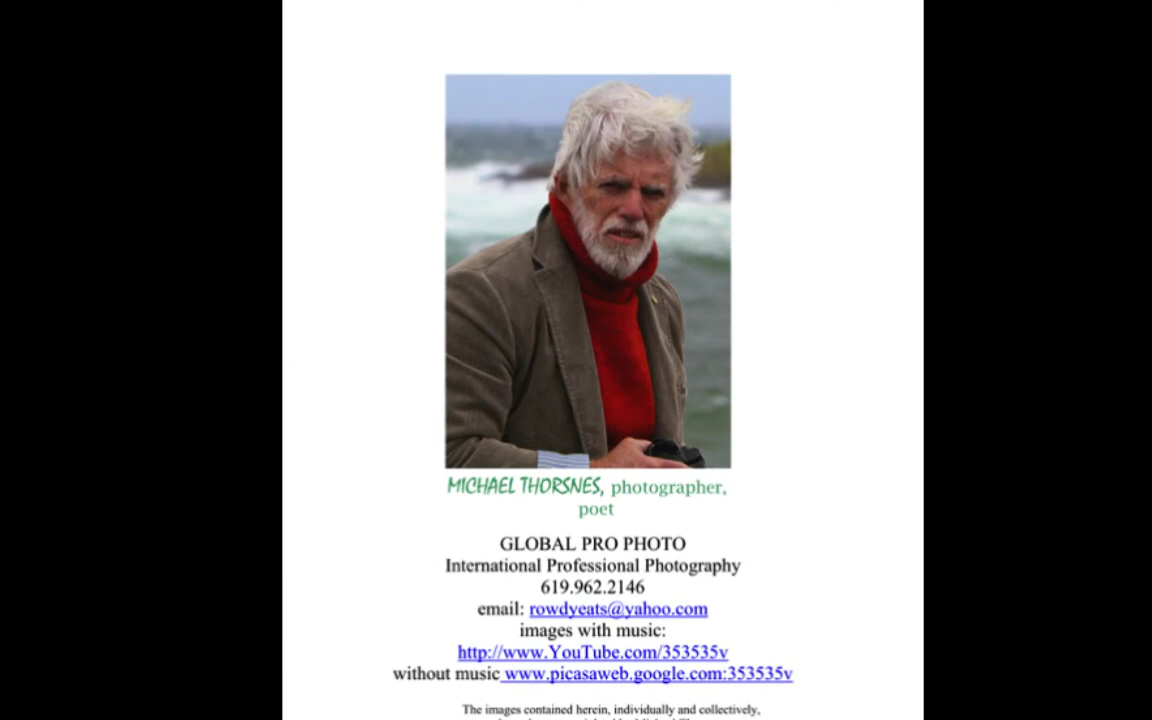 MICHAEL THORSNES, photographer,
poet
GLOBAL PRO PHOTO
International Professional Photography
619.962.2146
email: rowdyeats@yahoo.com
images with music:
http://www.YouTube.com/353535v
without music www.picasaweb.google.com:353535v
The images contained herein, individually and collectively,